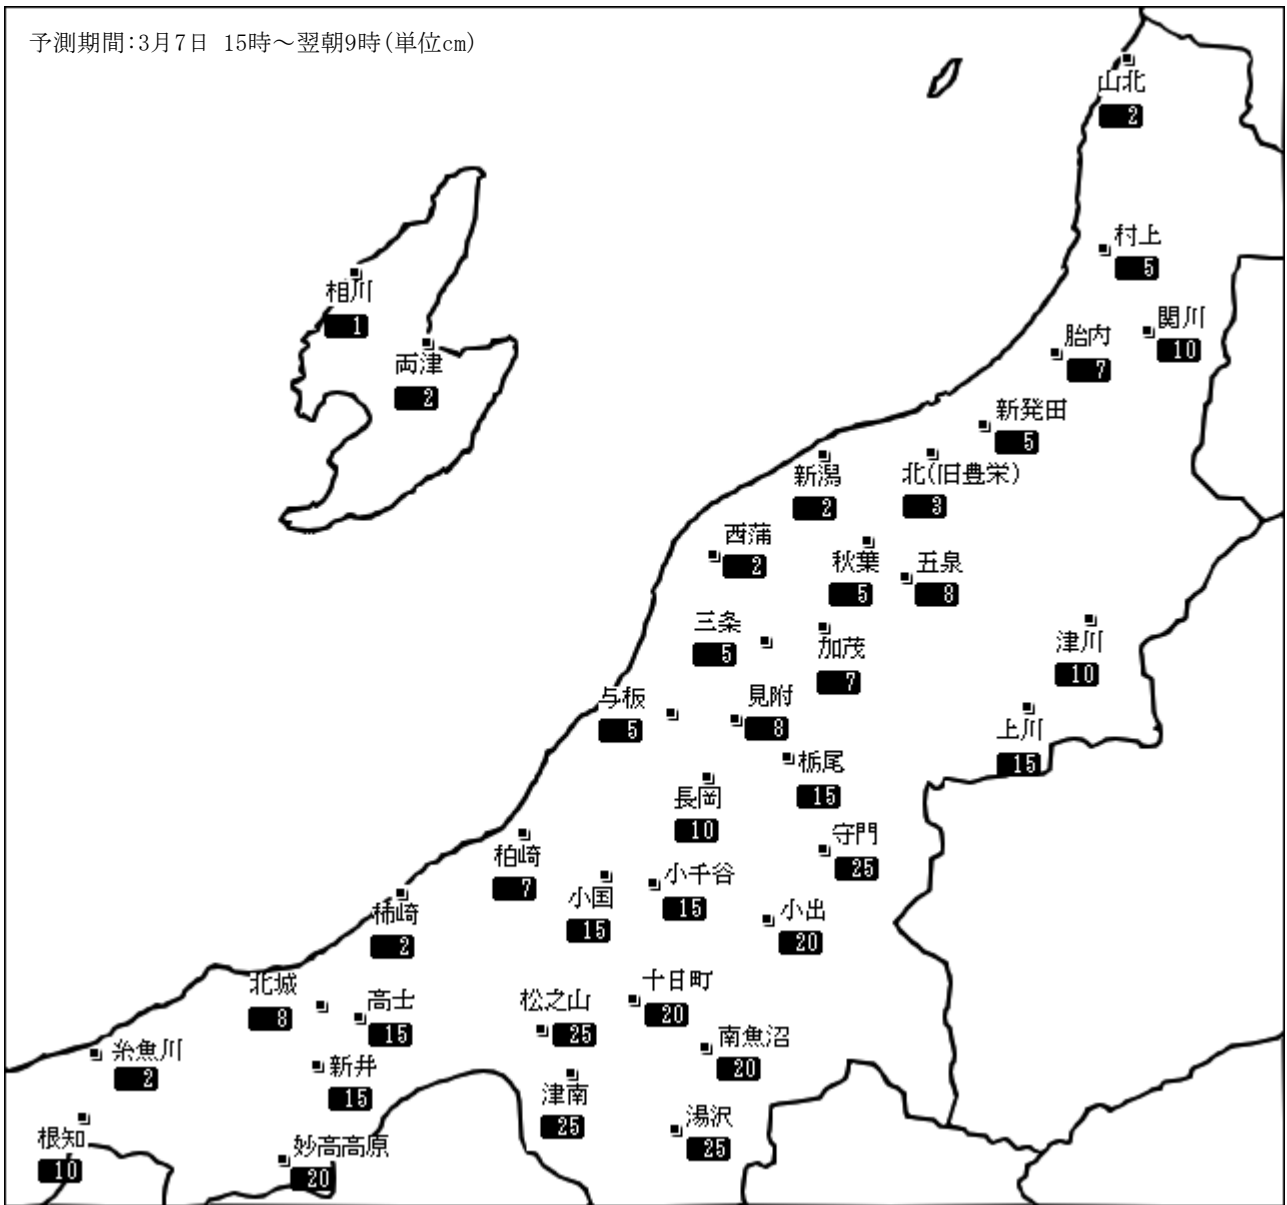 予測期間:3月7日 15時～翌朝9時(単位cm)
山北
2
村上
5
相川
1
関川
10
胎内
7
両津
2
新発田
5
新潟
2
北(旧豊栄)
3
西蒲
2
秋葉
5
五泉
8
三条
5
加茂
7
津川
10
与板
5
見附
8
上川
15
栃尾
15
長岡
10
守門
25
柏崎
7
小千谷
15
小国
15
小出
20
柿崎
2
十日町
20
北城
8
高士
15
松之山
25
南魚沼
20
糸魚川
2
新井
15
津南
25
湯沢
25
根知
10
妙高高原
20